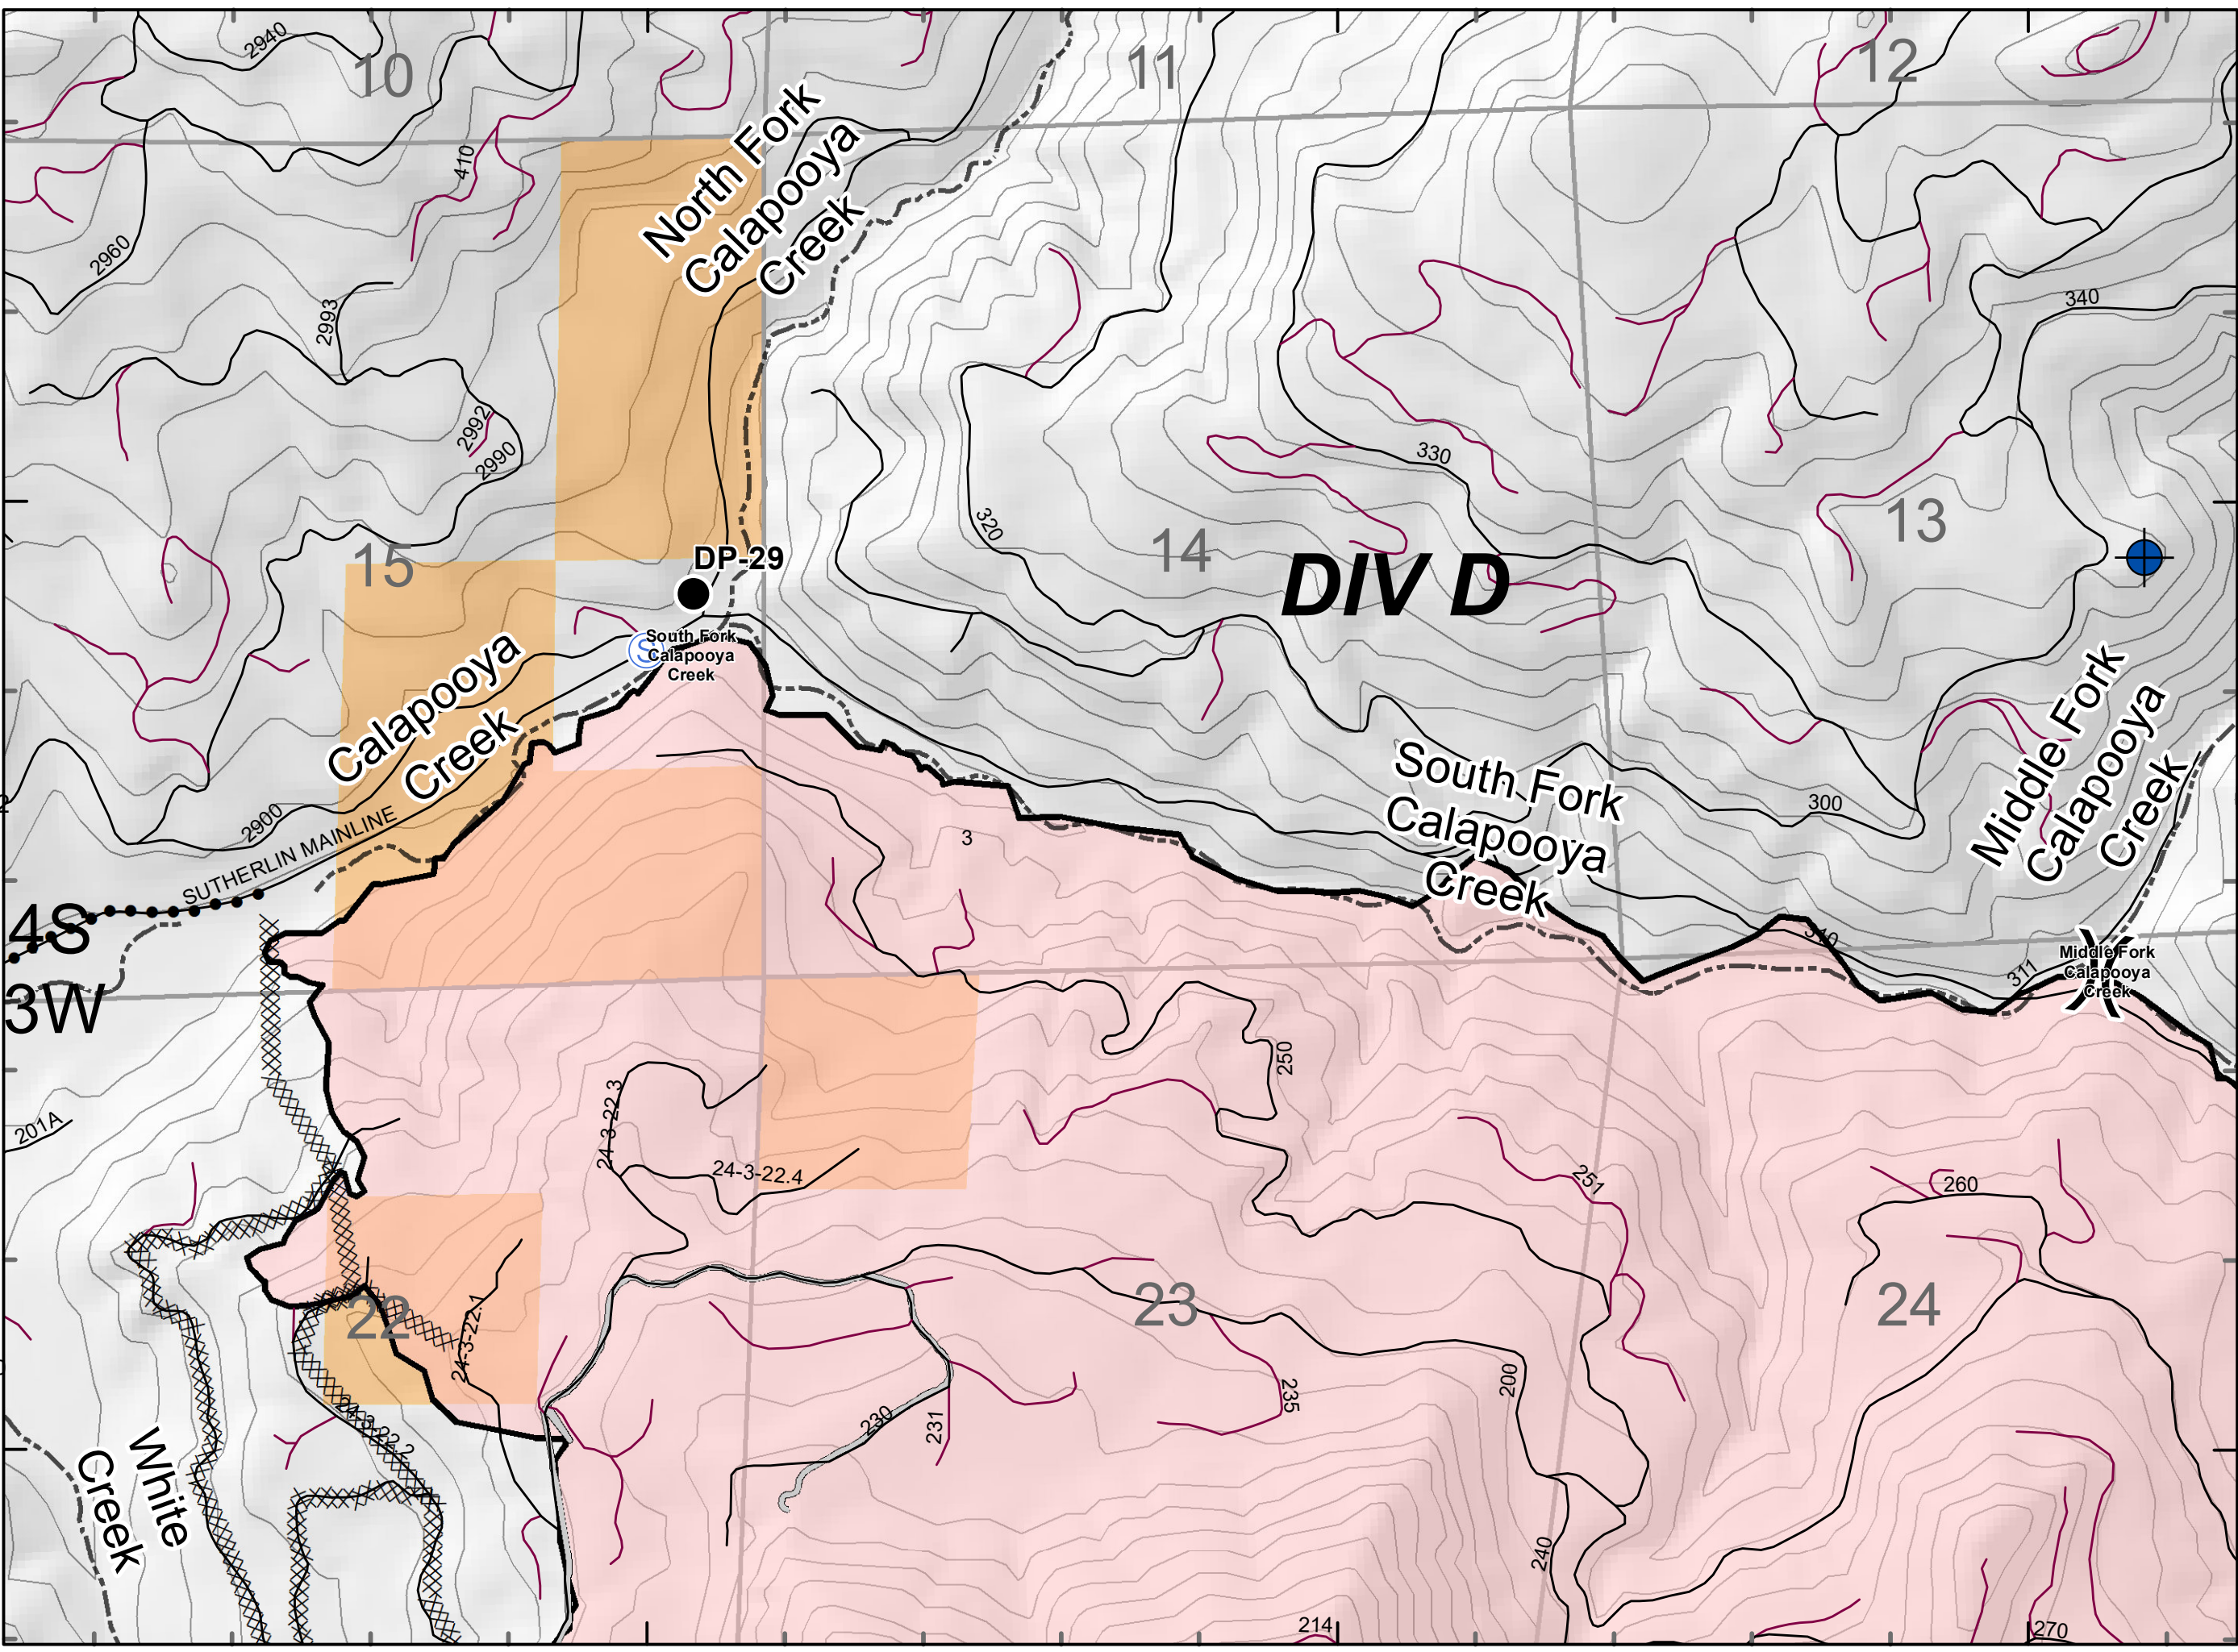 2940
10
11
12
410
North Fork
Calapooya
Creek
2960
2993
340
2992
2990
330
320
15
14
13
DP-29
DIV D
S
South Fork
Calapooya
Creek
Calapooya
Creek
Middle Fork
Calapooya
Creek
South Fork
Calapooya
Creek
300
2900
SUTHERLIN MAINLINE
3
4S
3W
310
311
Middle Fork
Calapooya
Creek
201A
250
24-3-22.3
24-3-22.4
251
260
22
23
24
24-3-22.1
24-3-22.2
200
235
230
231
White
Creek
240
214
270